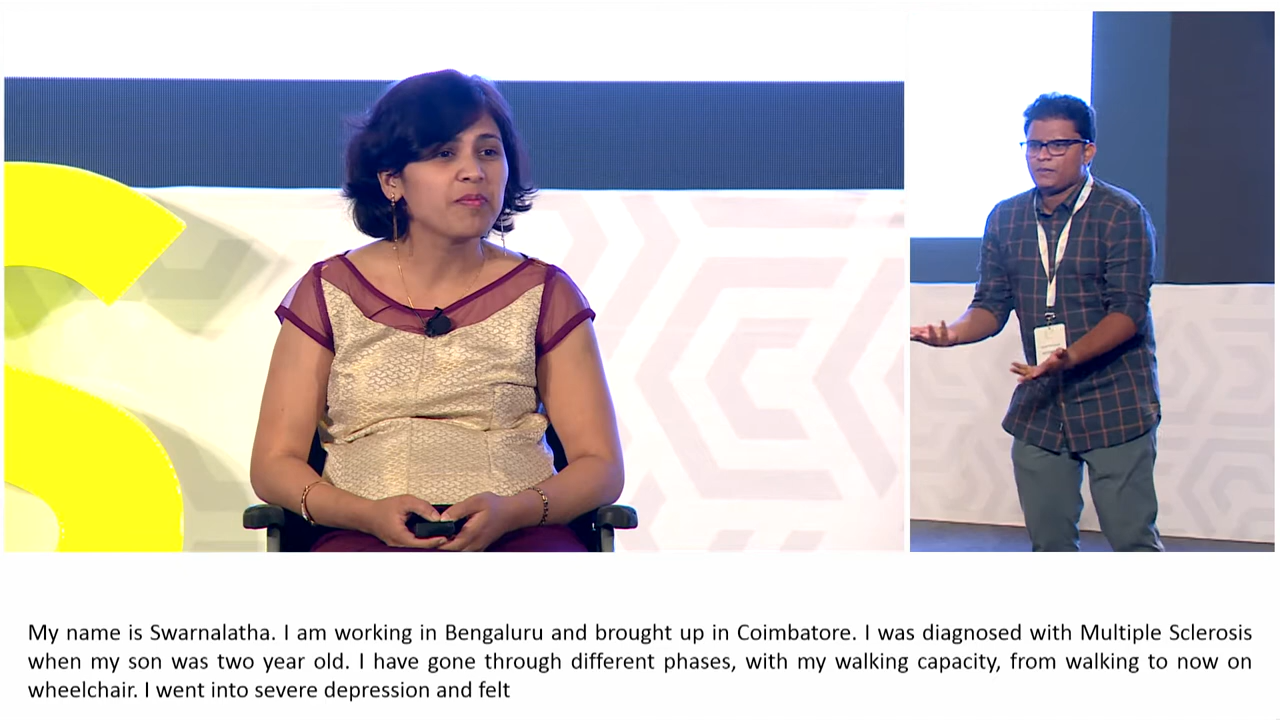 My name is Swarnalatha. I am working in Bengaluru and brought up in Coimbatore. I was diagnosed with Multiple Sclerosis
when my son was two year old. I have gone through different phases, with my walking capacity, from walking to now on
wheelchair. I went into severe depression and felt